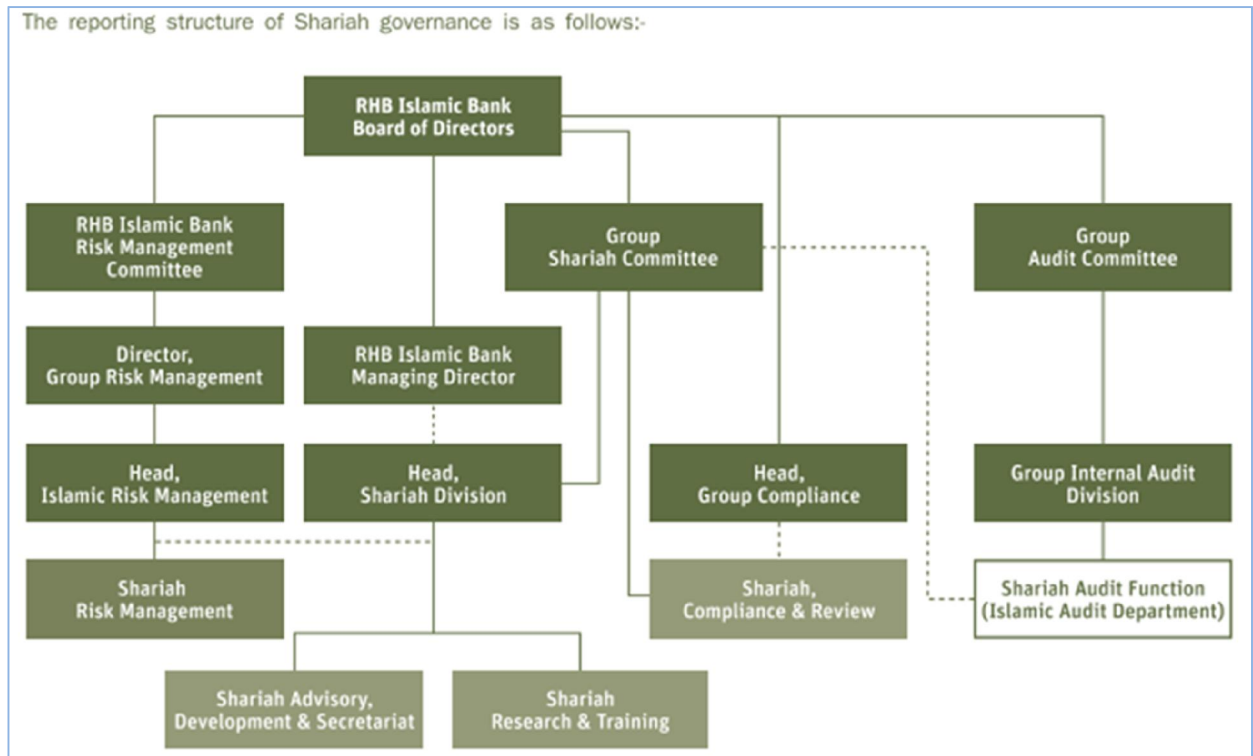 The reporting structure of Shariah governance is as follows:-
RHB Islamic Bank
Board of Directors
RHB Islamic Bank
Risk Management
Committee
Group
Shariah Committee
Group
Audit Committee
Director,
Group Risk Management
RHB Islamic Bank
Managing Director
Head,
Islamic Risk Management
Head,
Shariah Division
Head,
Group Compliance
Group Internal Audit
Division
Shariah
Risk Management
Shariah,
Compliance & Review
Shariah Audit Function
(Islamic Audit Department)
Shariah Advisory,
Development & Secretariat
Shariah
Research & Training